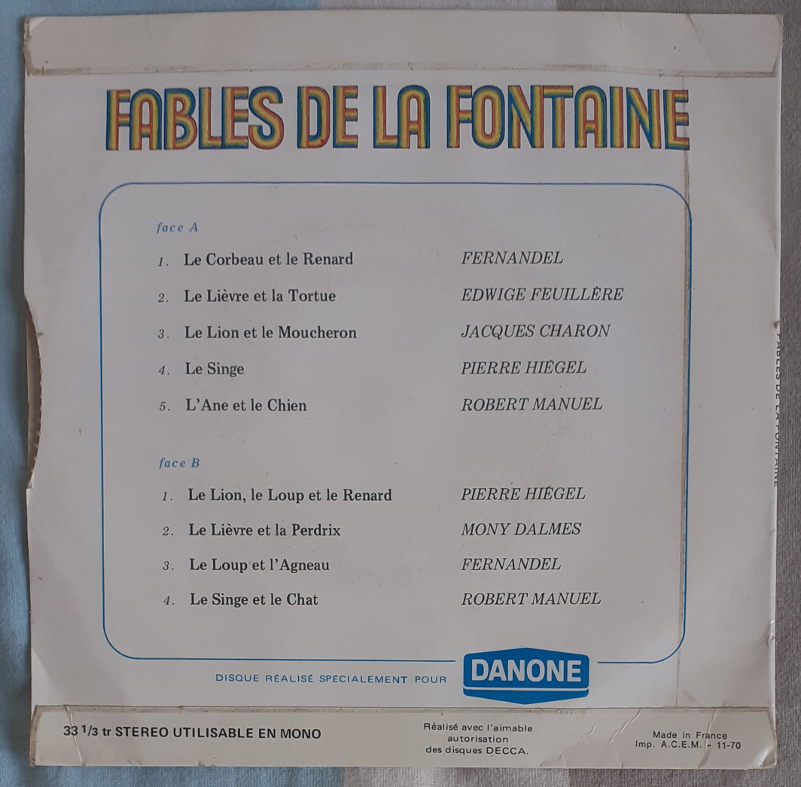 FABLES DE LA FONTAINE
face A
1. Le Corbeau et le Renard FERNANDEL
2. Le Lièvre et la Tortue EDWIGE FEUILLÈRE
3. Le Lion et le Moucheron JACQUES CHARON
4. Le Singe PIERRE HIÉGEL
5. L'Ane et le Chien ROBERT MANUEL
face B
1. Le Lion, le Loup et le Renard PIERRE HIÉGEL
2. Le Lièvre et la Perdrix MONY DALMES
3. Le Loup et l'Agneau FERNANDEL
4. Le Singe et le Chat ROBERT MANUEL
DISQUE RÉALISÉ SPÉCIALEMENT POUR DANONE
33 1/3 tr STEREO UTILISABLE EN MONO
Réalisé avec l'aimable
autorisation
des disques DECCA.
Made in France
Imp. A.C.E.M. - 11-70
FABLES DE LA FONTAINE